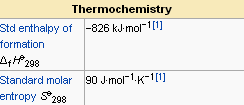 Thermochemistry
Std enthalpy of −826 kJ·mol−1[1]
formation
ΔfH⦵298
Standard molar 90 J·mol−1·K−1[1]
entropy S⦵298